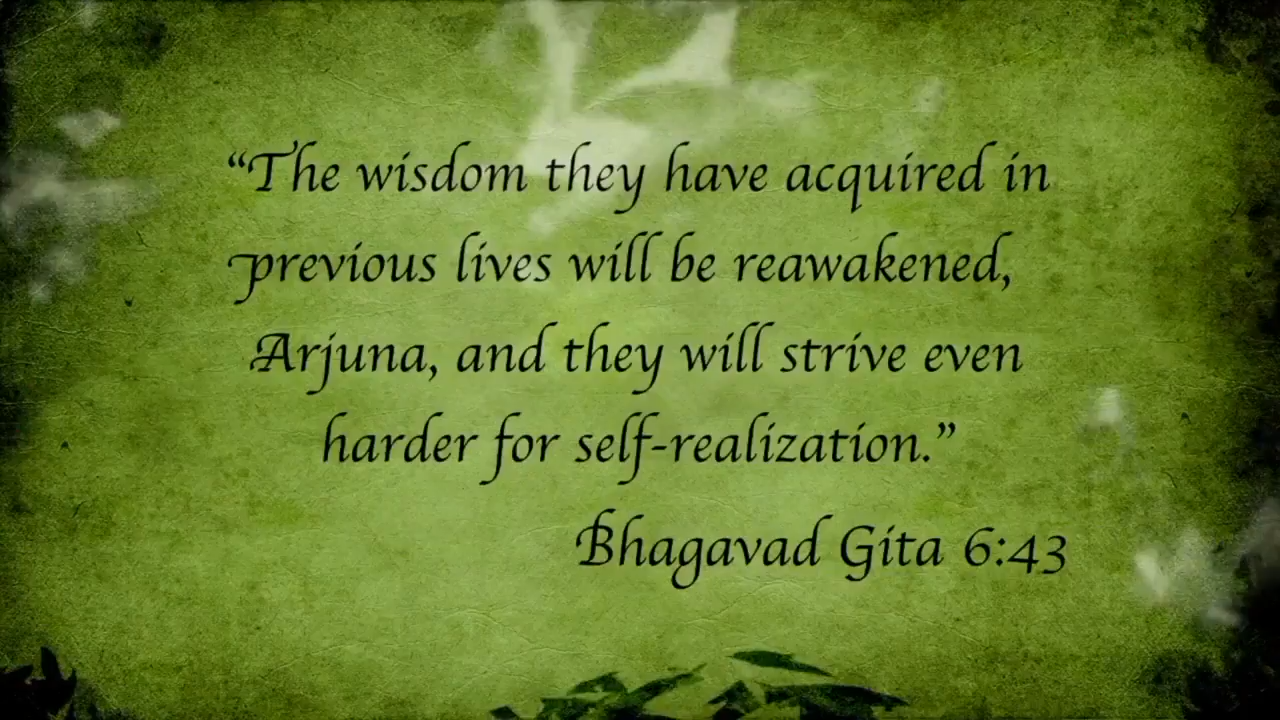 “The wisdom they have acquired in
previous lives will be reawakened,
Arjuna, and they will strive even
harder for self-realization.”
Bhagavad Gita 6:43